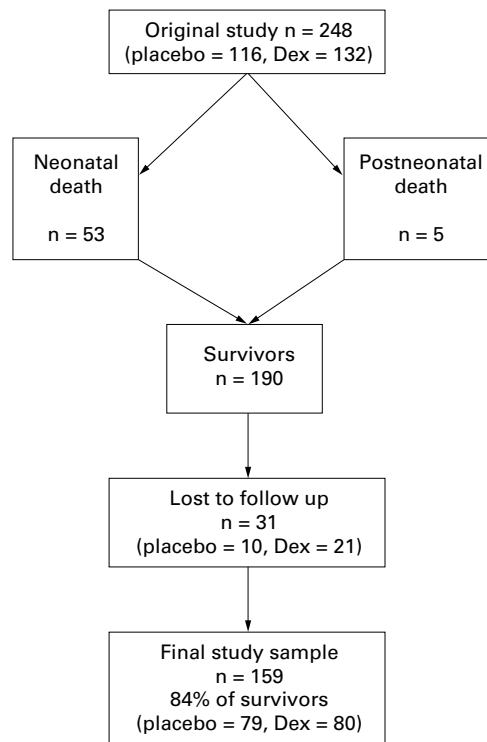 Original study n = 248
(placebo = 116, Dex = 132)
Neonatal
death
n = 53
Postneonatal
death
n = 5
Survivors
n = 190
Lost to follow up
n = 31
(placebo = 10, Dex = 21)
Final study sample
n = 159
84% of survivors
(placebo = 79, Dex = 80)